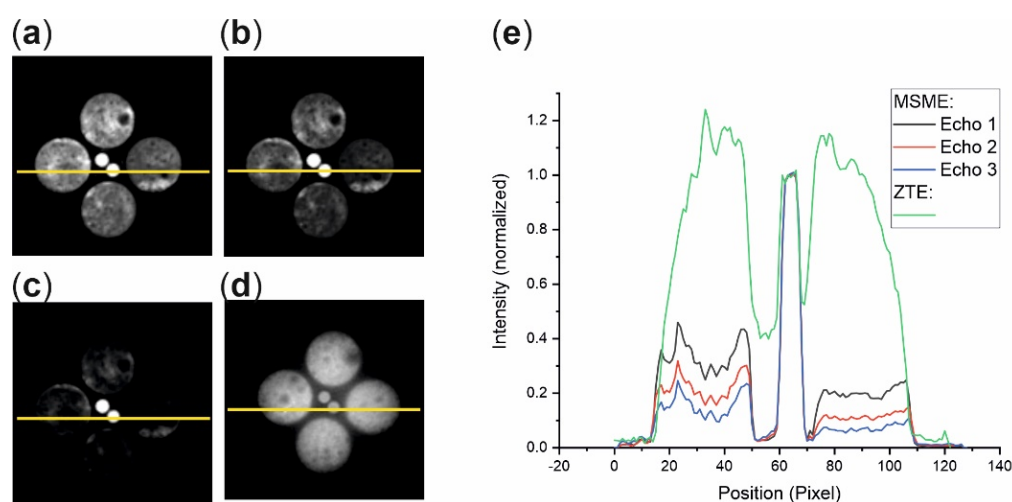 (a)
(b)
(c)
(d)
(e)
Intensity (normalized)
1.2
1.0
0.8
0.6
0.4
0.2
0.0
-20 0 20 40 60 80 100 120 140
Position (Pixel)
MSME:
Echo 1
Echo 2
Echo 3
ZTE: